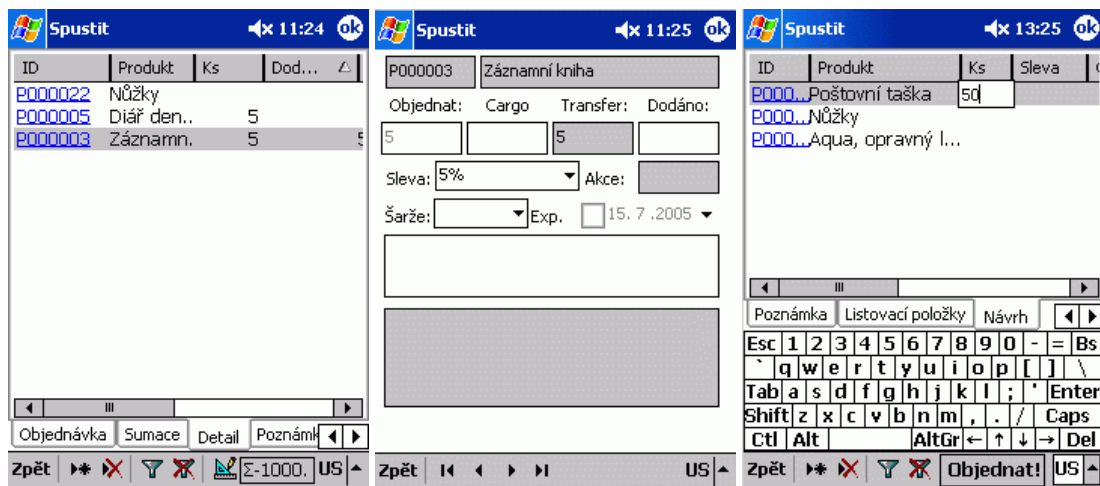 Spustit 11:24 ok
ID Produkt Ks Dod...
P000022 Nůžky
P000005 Diář den.. 5
P000003 Záznamn. 5 5
Objednávka Sumace Detail Poznámk
Zpět Σ-1000. US
Spustit 11:25 ok
P000003 Záznamní kniha
Objednat: Cargo Transfer: Dodáno:
5 5
Sleva: 5% Akce:
Šarže: Exp. 15. 7 .2005
Zpět US
Spustit 13:25 ok
ID Produkt Ks Sleva
P000... Poštovní taška 50
P000... Nůžky
P000... Aqua, opravný l...
Poznámka Listovací položky Návrh
Esc 1 2 3 4 5 6 7 8 9 0 - = Bs
` q w e r t y u i o p [ ] \
Tab a s d f g h j k l ; ' Enter
Shift z x c v b n m , . / Caps
Ctl Alt AltGr ← ↑ ↓ → Del
Zpět Objednat! US